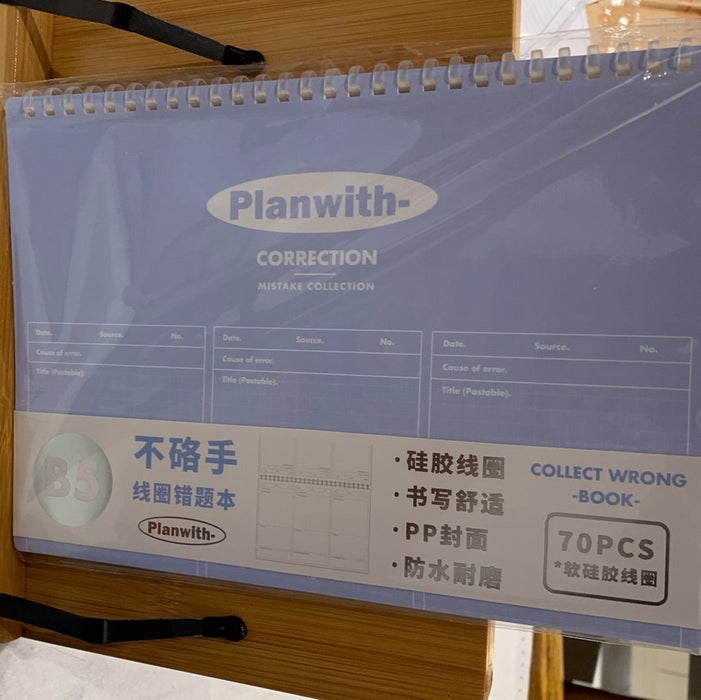 Planwith-
CORRECTION
MISTAKE COLLECTION
Date. Source. No.
Cause of error.
Title (Pastable).
Date. Source. No.
Cause of error.
Title (Pastable).
Date. Source. No.
Cause of error.
Title (Pastable).
B5
不硌手
线圈错题本
Planwith-
·硅胶线圈
·书写舒适
·PP封面
·防水耐磨
COLLECT WRONG
-BOOK-
70PCS
*软硅胶线圈